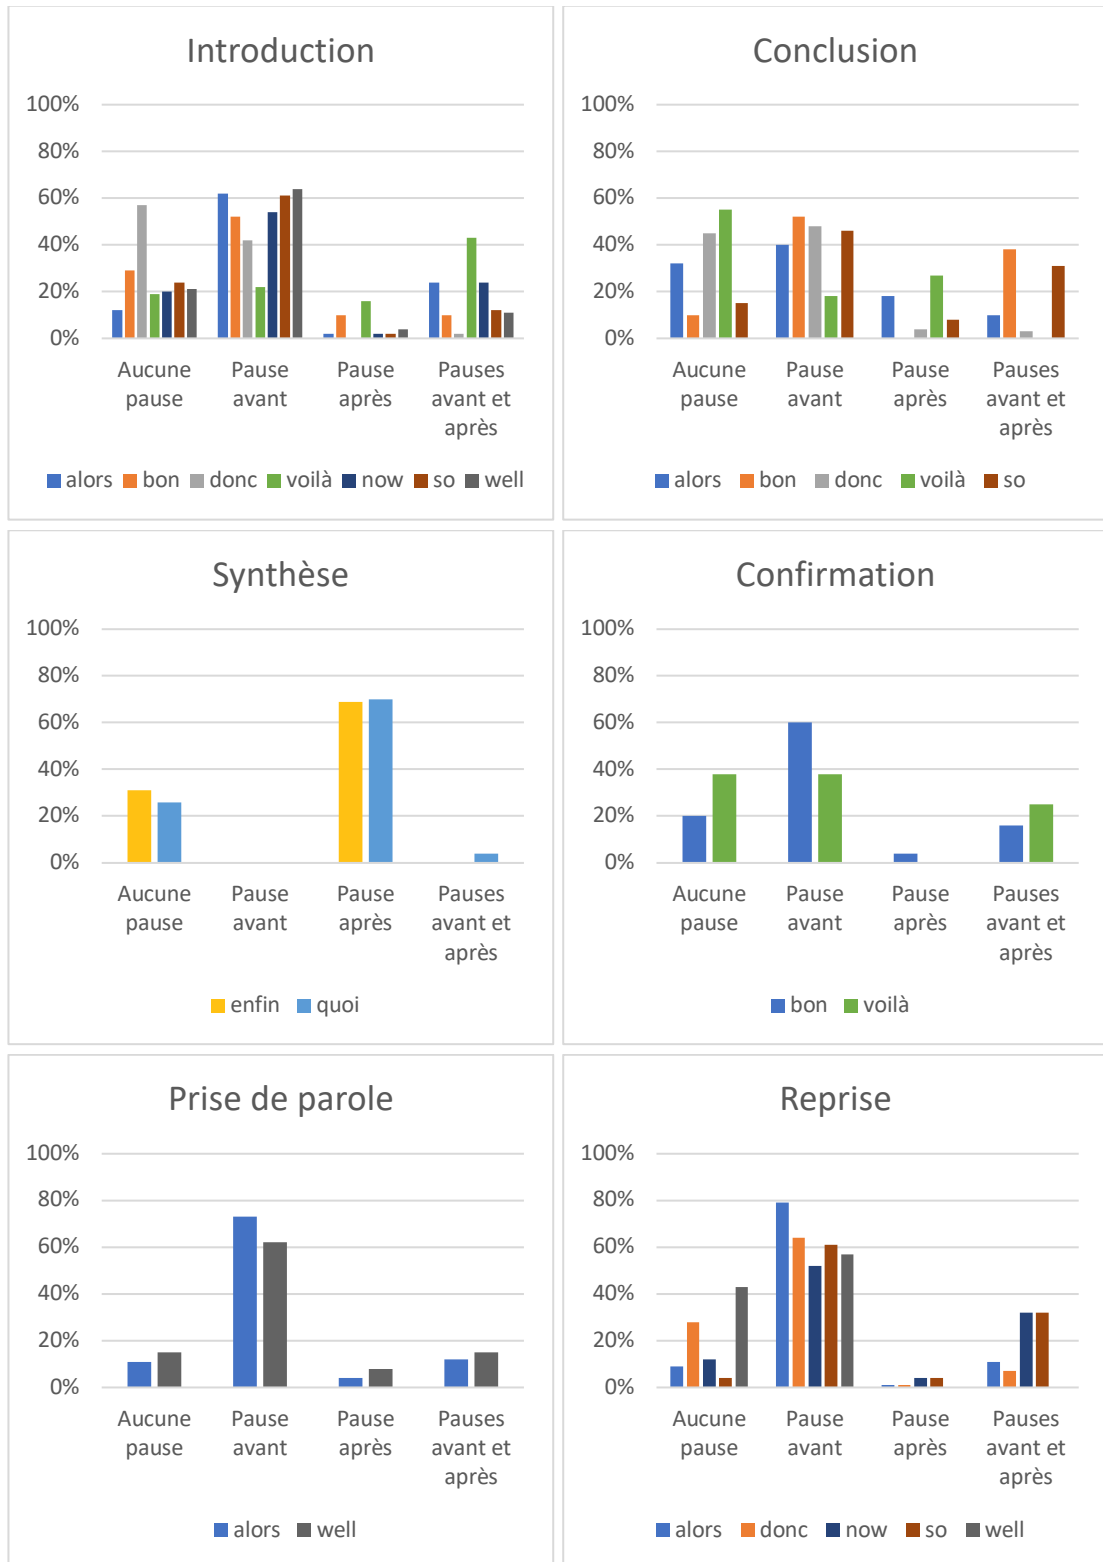 Introduction
100%
80%
60%
40%
20%
0%
Aucune pause
Pause avant
Pause après
Pauses avant et après
alors bon donc voilà now so well
Conclusion
100%
80%
60%
40%
20%
0%
Aucune pause
Pause avant
Pause après
Pauses avant et après
alors bon donc voilà so
Synthèse
100%
80%
60%
40%
20%
0%
Aucune pause
Pause avant
Pause après
Pauses avant et après
enfin quoi
Confirmation
100%
80%
60%
40%
20%
0%
Aucune pause
Pause avant
Pause après
Pauses avant et après
bon voilà
Prise de parole
100%
80%
60%
40%
20%
0%
Aucune pause
Pause avant
Pause après
Pauses avant et après
alors well
Reprise
100%
80%
60%
40%
20%
0%
Aucune pause
Pause avant
Pause après
Pauses avant et après
alors donc now so well